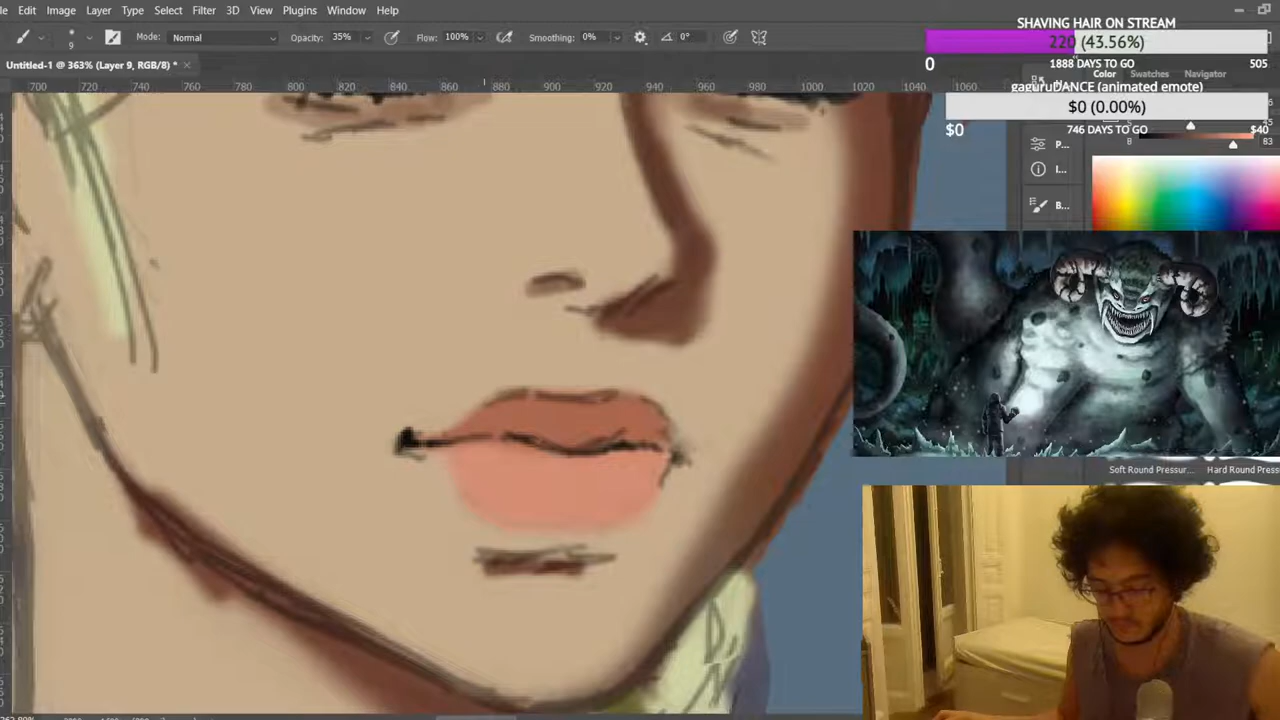 Edit Image Layer Type Select Filter 3D View Plugins Window Help
SHAVING HAIR ON STREAM
220 (43.56%)
0 1888 DAYS TO GO 505
9 Mode: Normal Opacity: 35% Flow: 100% Smoothing: 0% 0°
Untitled-1 @ 363% (Layer 9, RGB/8) *
Color Swatches Navigator
gaguruDANCE (animated emote)
$0 (0.00%)
$0 746 DAYS TO GO $40
B 83
700 740 760 780 800 820 840 860 880 900 920 940 960 980 1000 1020 1040 1060
P...
I...
B...
Soft Round Pressur... Hard Round Press